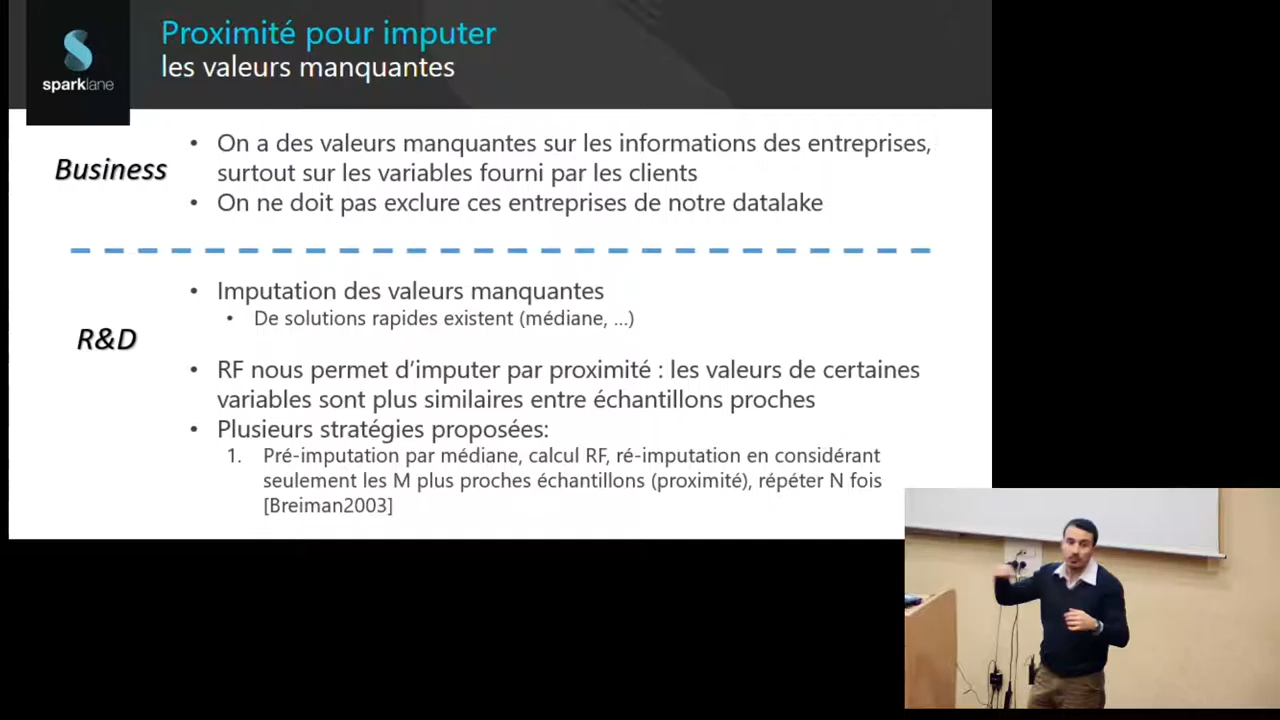 Proximité pour imputer
les valeurs manquantes
sparklane
Business
• On a des valeurs manquantes sur les informations des entreprises,
surtout sur les variables fourni par les clients
• On ne doit pas exclure ces entreprises de notre datalake
R&D
• Imputation des valeurs manquantes
• De solutions rapides existent (médiane, ...)
• RF nous permet d'imputer par proximité : les valeurs de certaines
variables sont plus similaires entre échantillons proches
• Plusieurs stratégies proposées:
1. Pré-imputation par médiane, calcul RF, ré-imputation en considérant
seulement les M plus proches échantillons (proximité), répéter N fois
[Breiman2003]